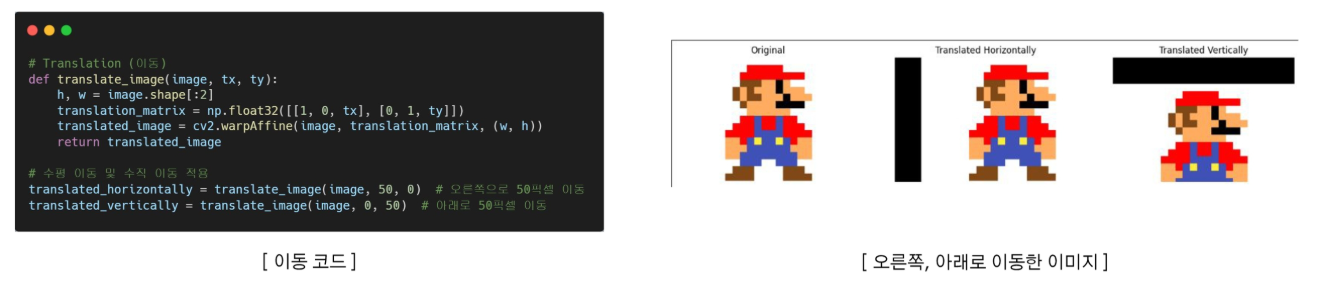 # Translation (이동)
def translate_image(image, tx, ty):
    h, w = image.shape[:2]
    translation_matrix = np.float32([[1, 0, tx], [0, 1, ty]])
    translated_image = cv2.warpAffine(image, translation_matrix, (w, h))
    return translated_image
# 수평 이동 및 수직 이동 적용
translated_horizontally = translate_image(image, 50, 0)  # 오른쪽으로 50픽셀 이동
translated_vertically = translate_image(image, 0, 50)  # 아래로 50픽셀 이동
[ 이동 코드 ]
Original
Translated Horizontally
Translated Vertically
[ 오른쪽, 아래로 이동한 이미지 ]